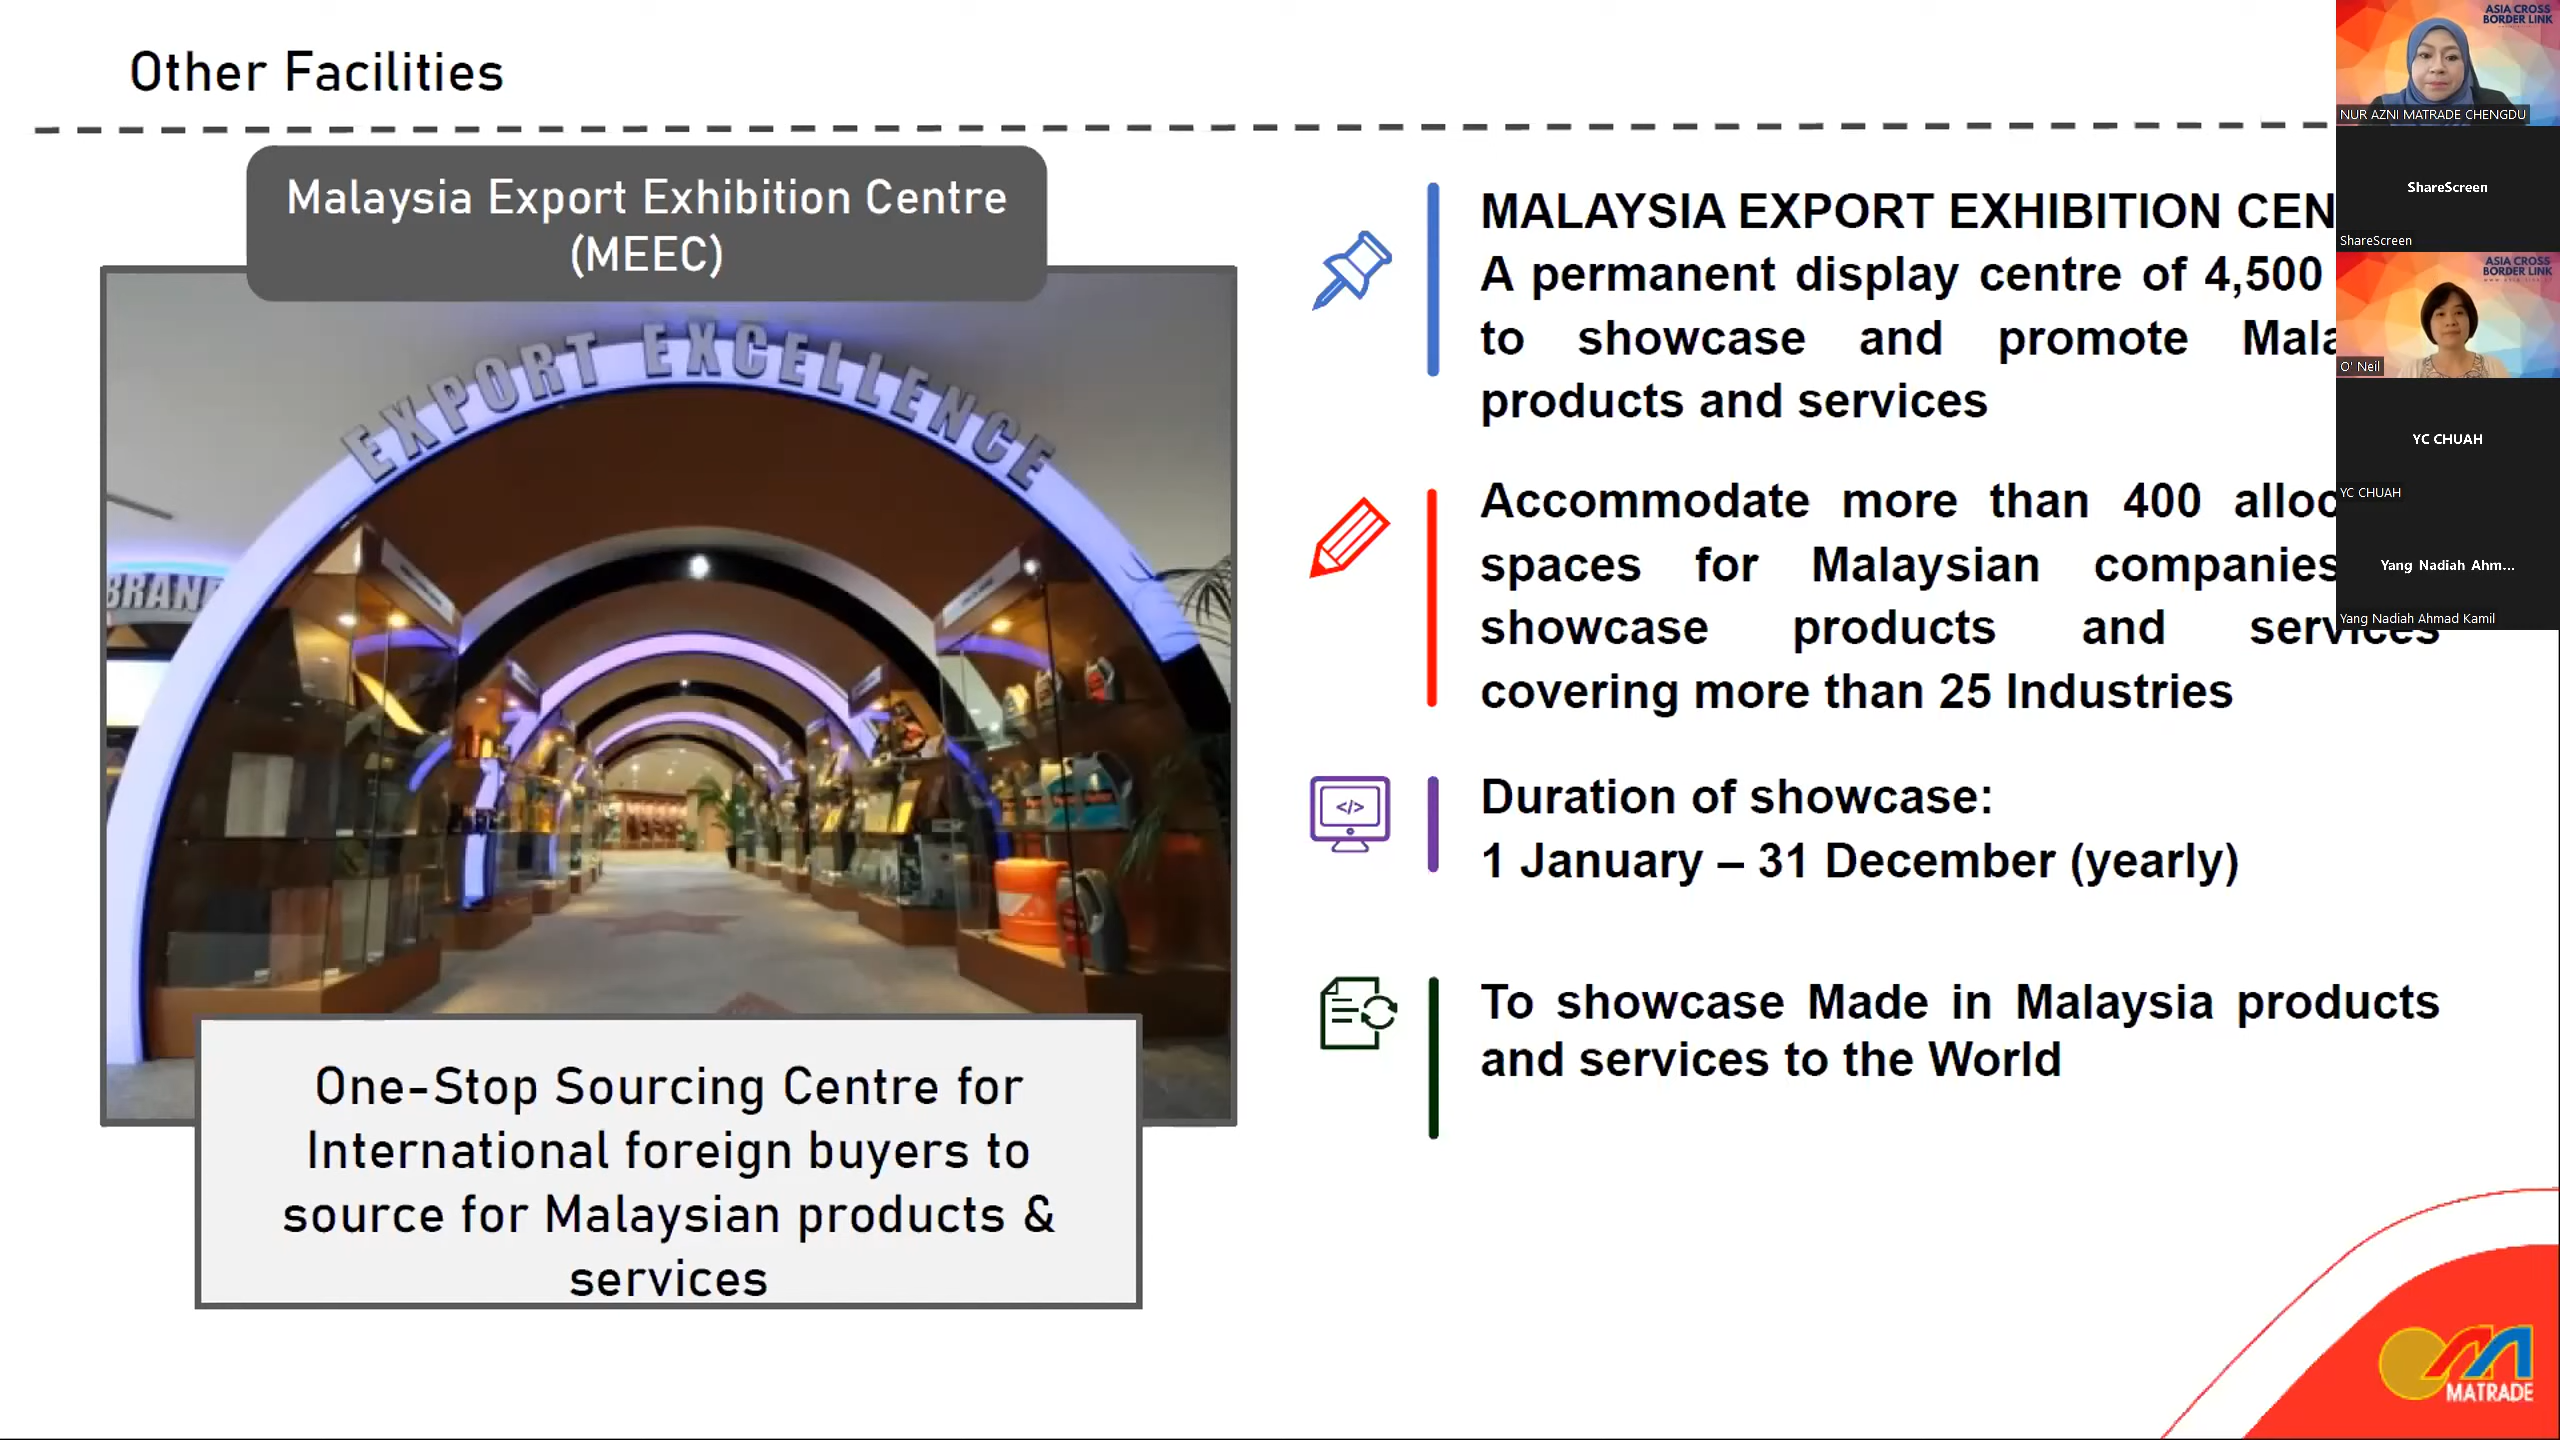 Other Facilities
Malaysia Export Exhibition Centre
(MEEC)
EXPORT EXCELLENCE
One-Stop Sourcing Centre for
International foreign buyers to
source for Malaysian products &
services
MALAYSIA EXPORT EXHIBITION CEN
A permanent display centre of 4,500
to showcase and promote Mala
products and services
Accommodate more than 400 alloc
spaces for Malaysian companies
showcase products and services
covering more than 25 Industries
</>
Duration of showcase:
1 January – 31 December (yearly)
To showcase Made in Malaysia products
and services to the World
MATRADE
ASIA CROSS
BORDER LINK
NUR AZNI MATRADE CHENGDU
ShareScreen
ShareScreen
ASIA CROSS
BORDER LINK
O' Neil
YC CHUAH
YC CHUAH
Yang Nadiah Ahm...
Yang Nadiah Ahmad Kamil